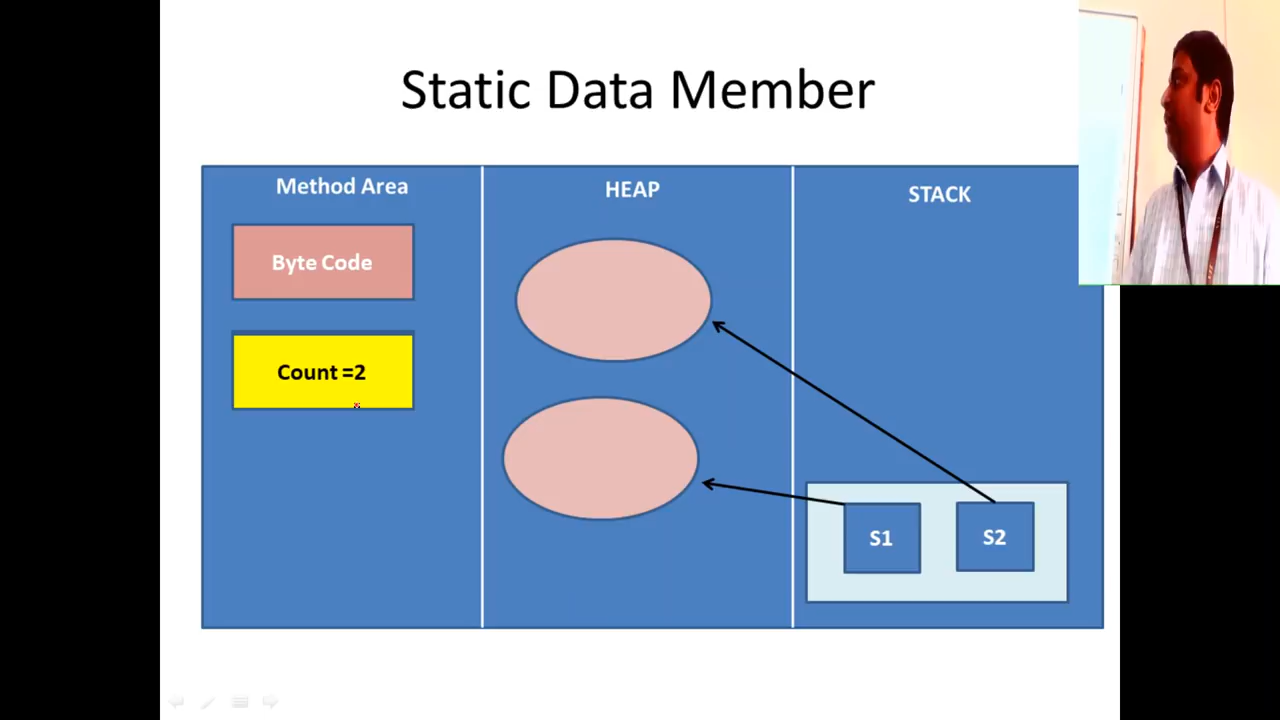 Static Data Member
Method Area
HEAP
STACK
Byte Code
Count =2
S1
S2